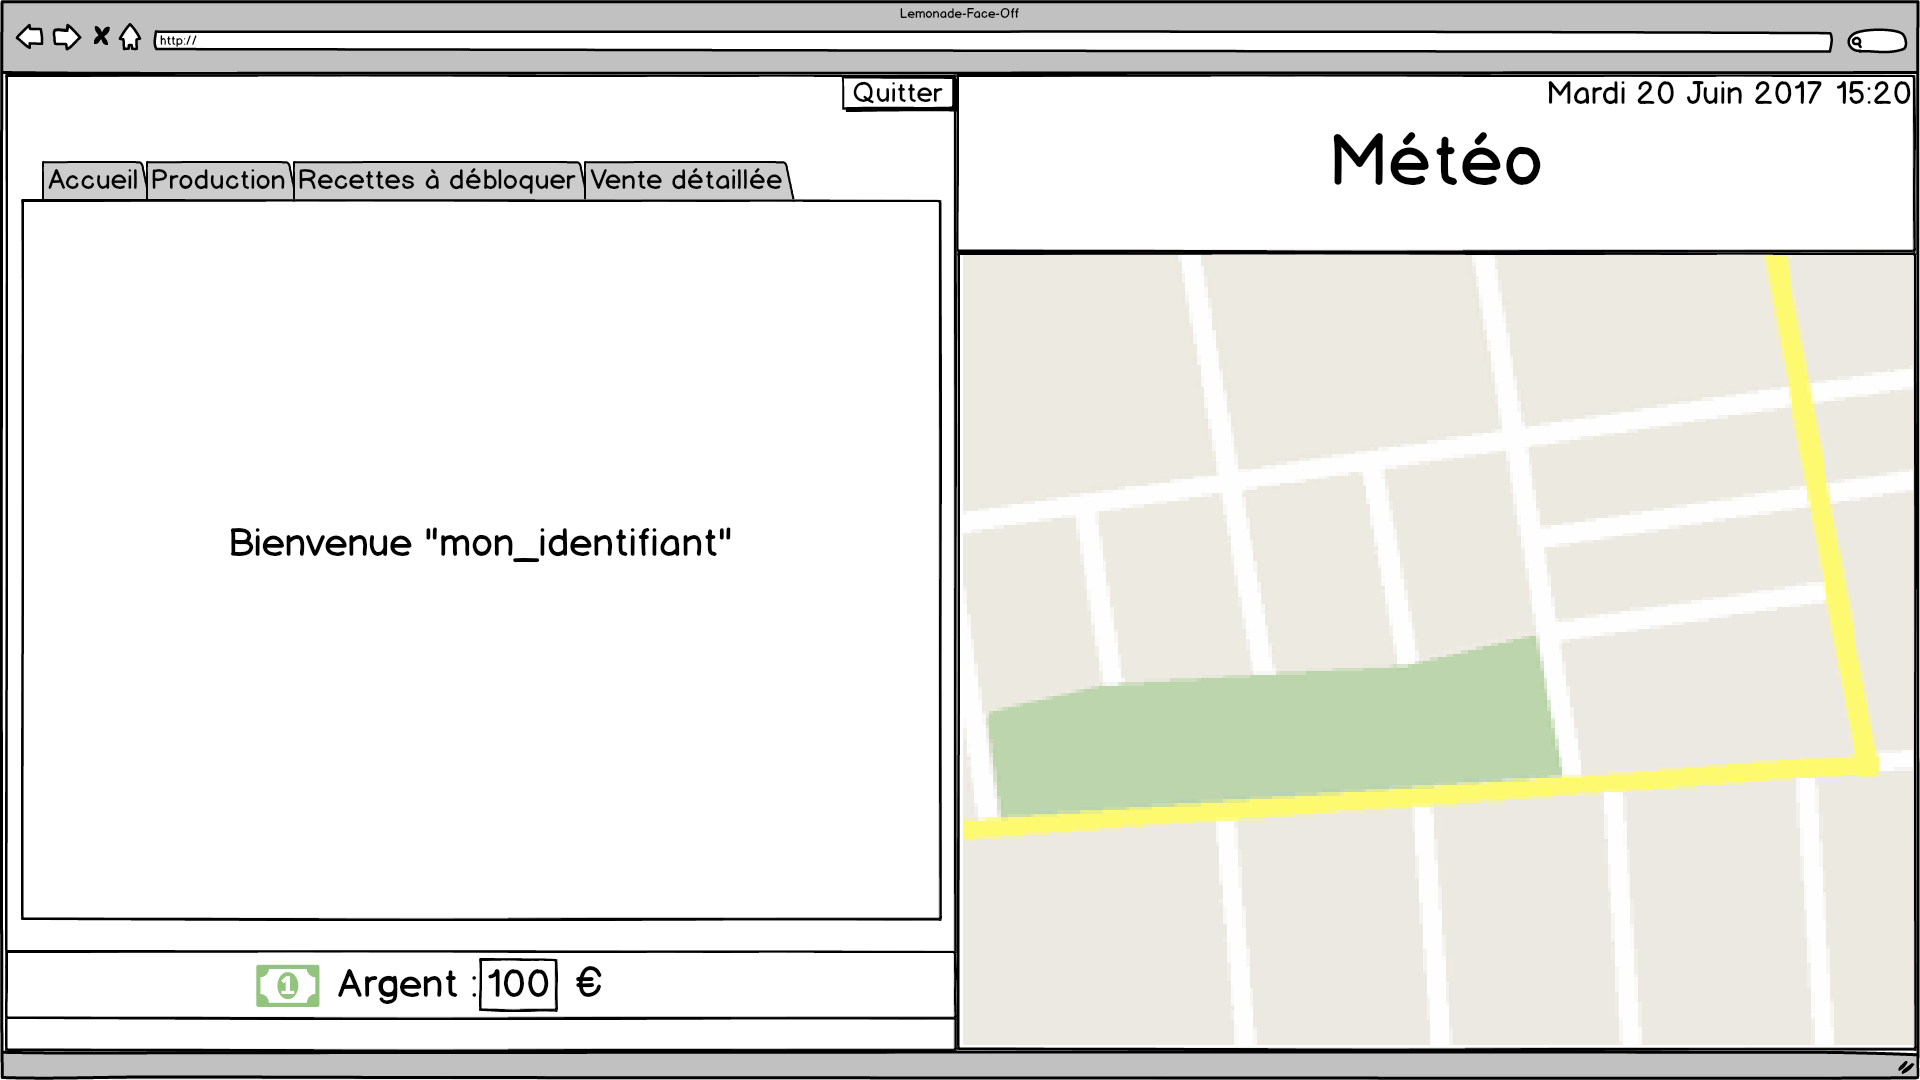 Lemonade-Face-Off
http://
Quitter
Mardi 20 Juin 2017 15:20
Météo
Accueil
Production
Recettes à débloquer
Vente détaillée
Bienvenue "mon_identifiant"
1
Argent : 100 €